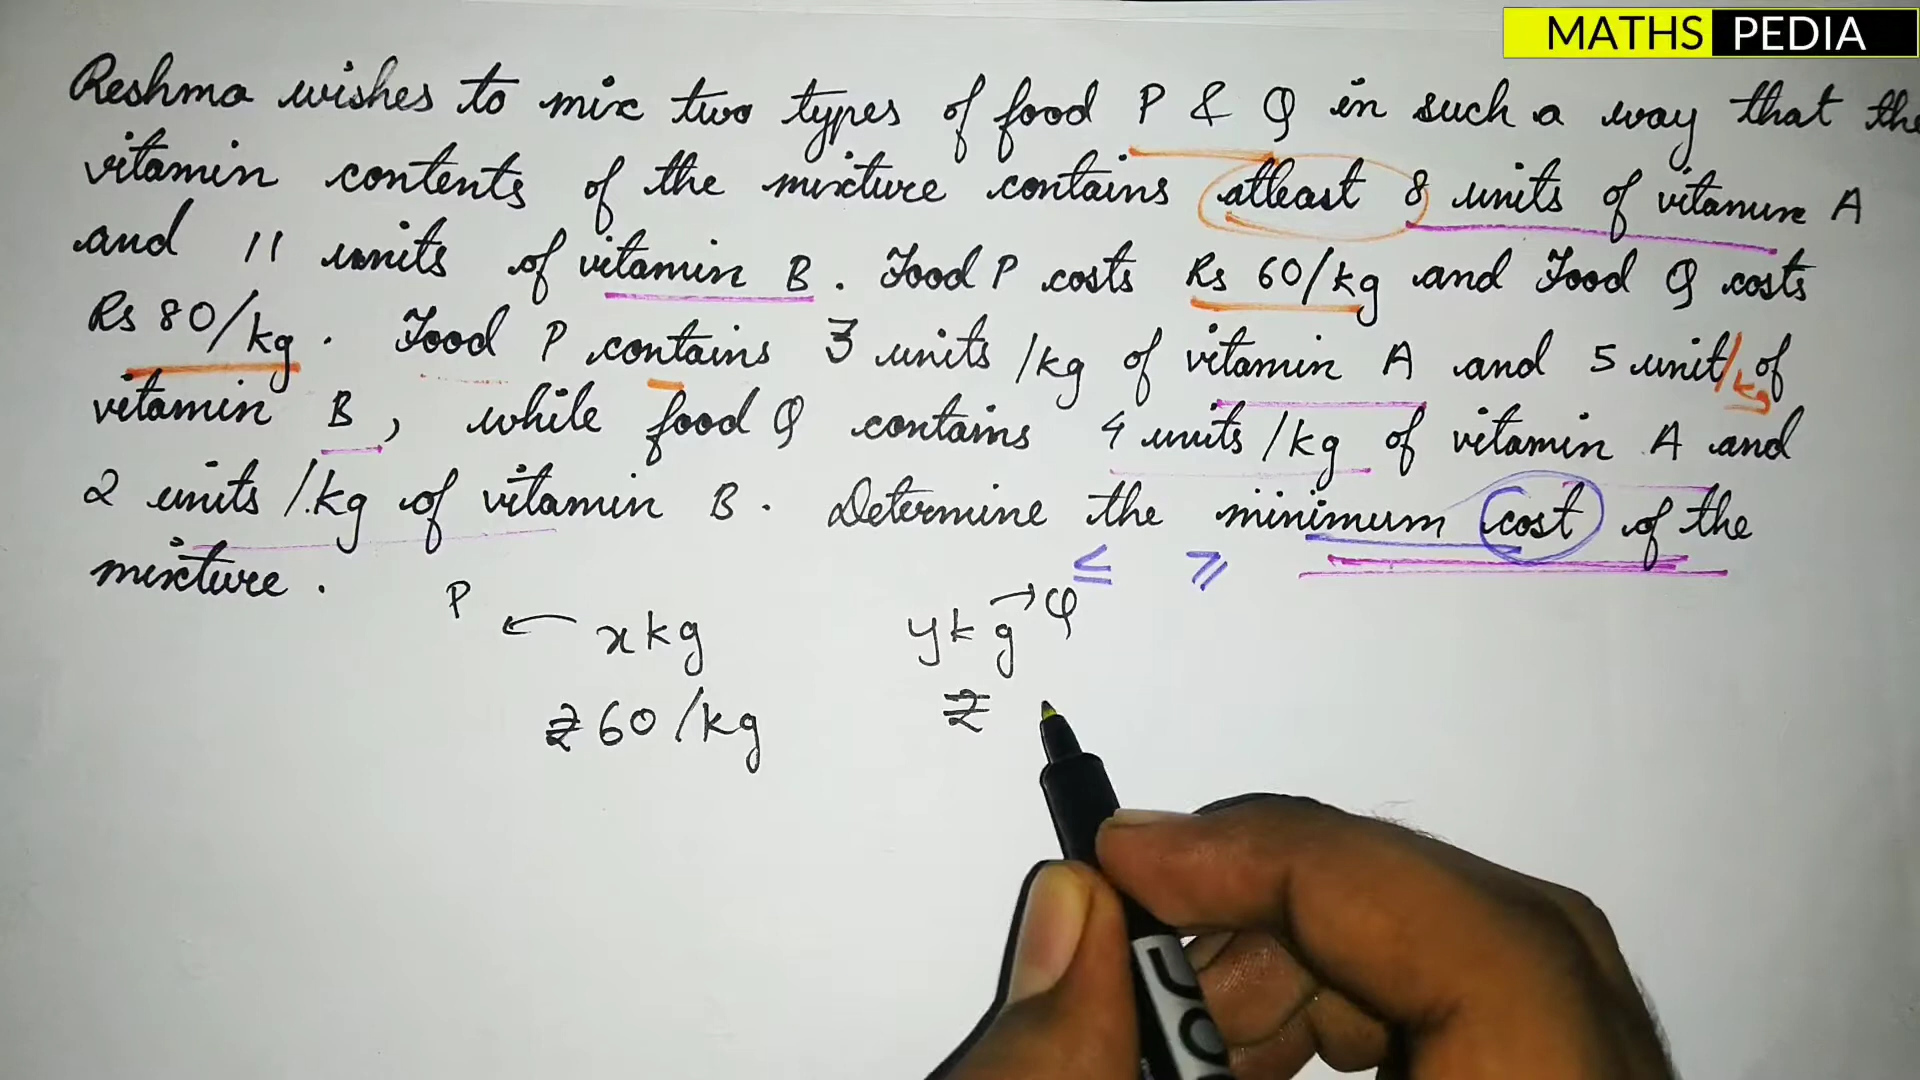 MATHS PEDIA
Reshma wishes to mix two types of food P & Q in such a way that the
vitamin contents of the mixture contains atleast 8 units of vitamin A
and 11 units of vitamin B. Food P costs Rs 60/kg and Food Q costs
Rs 80/kg. Food P contains 3 units /kg of vitamin A and 5 unit/kg of
vitamin B, while food Q contains 4 units /kg of vitamin A and
2 units /kg of vitamin B. Determine the minimum cost of the
mixture.
≤ ≥
P ← x kg y kg → Q
₹ 60 /kg ₹